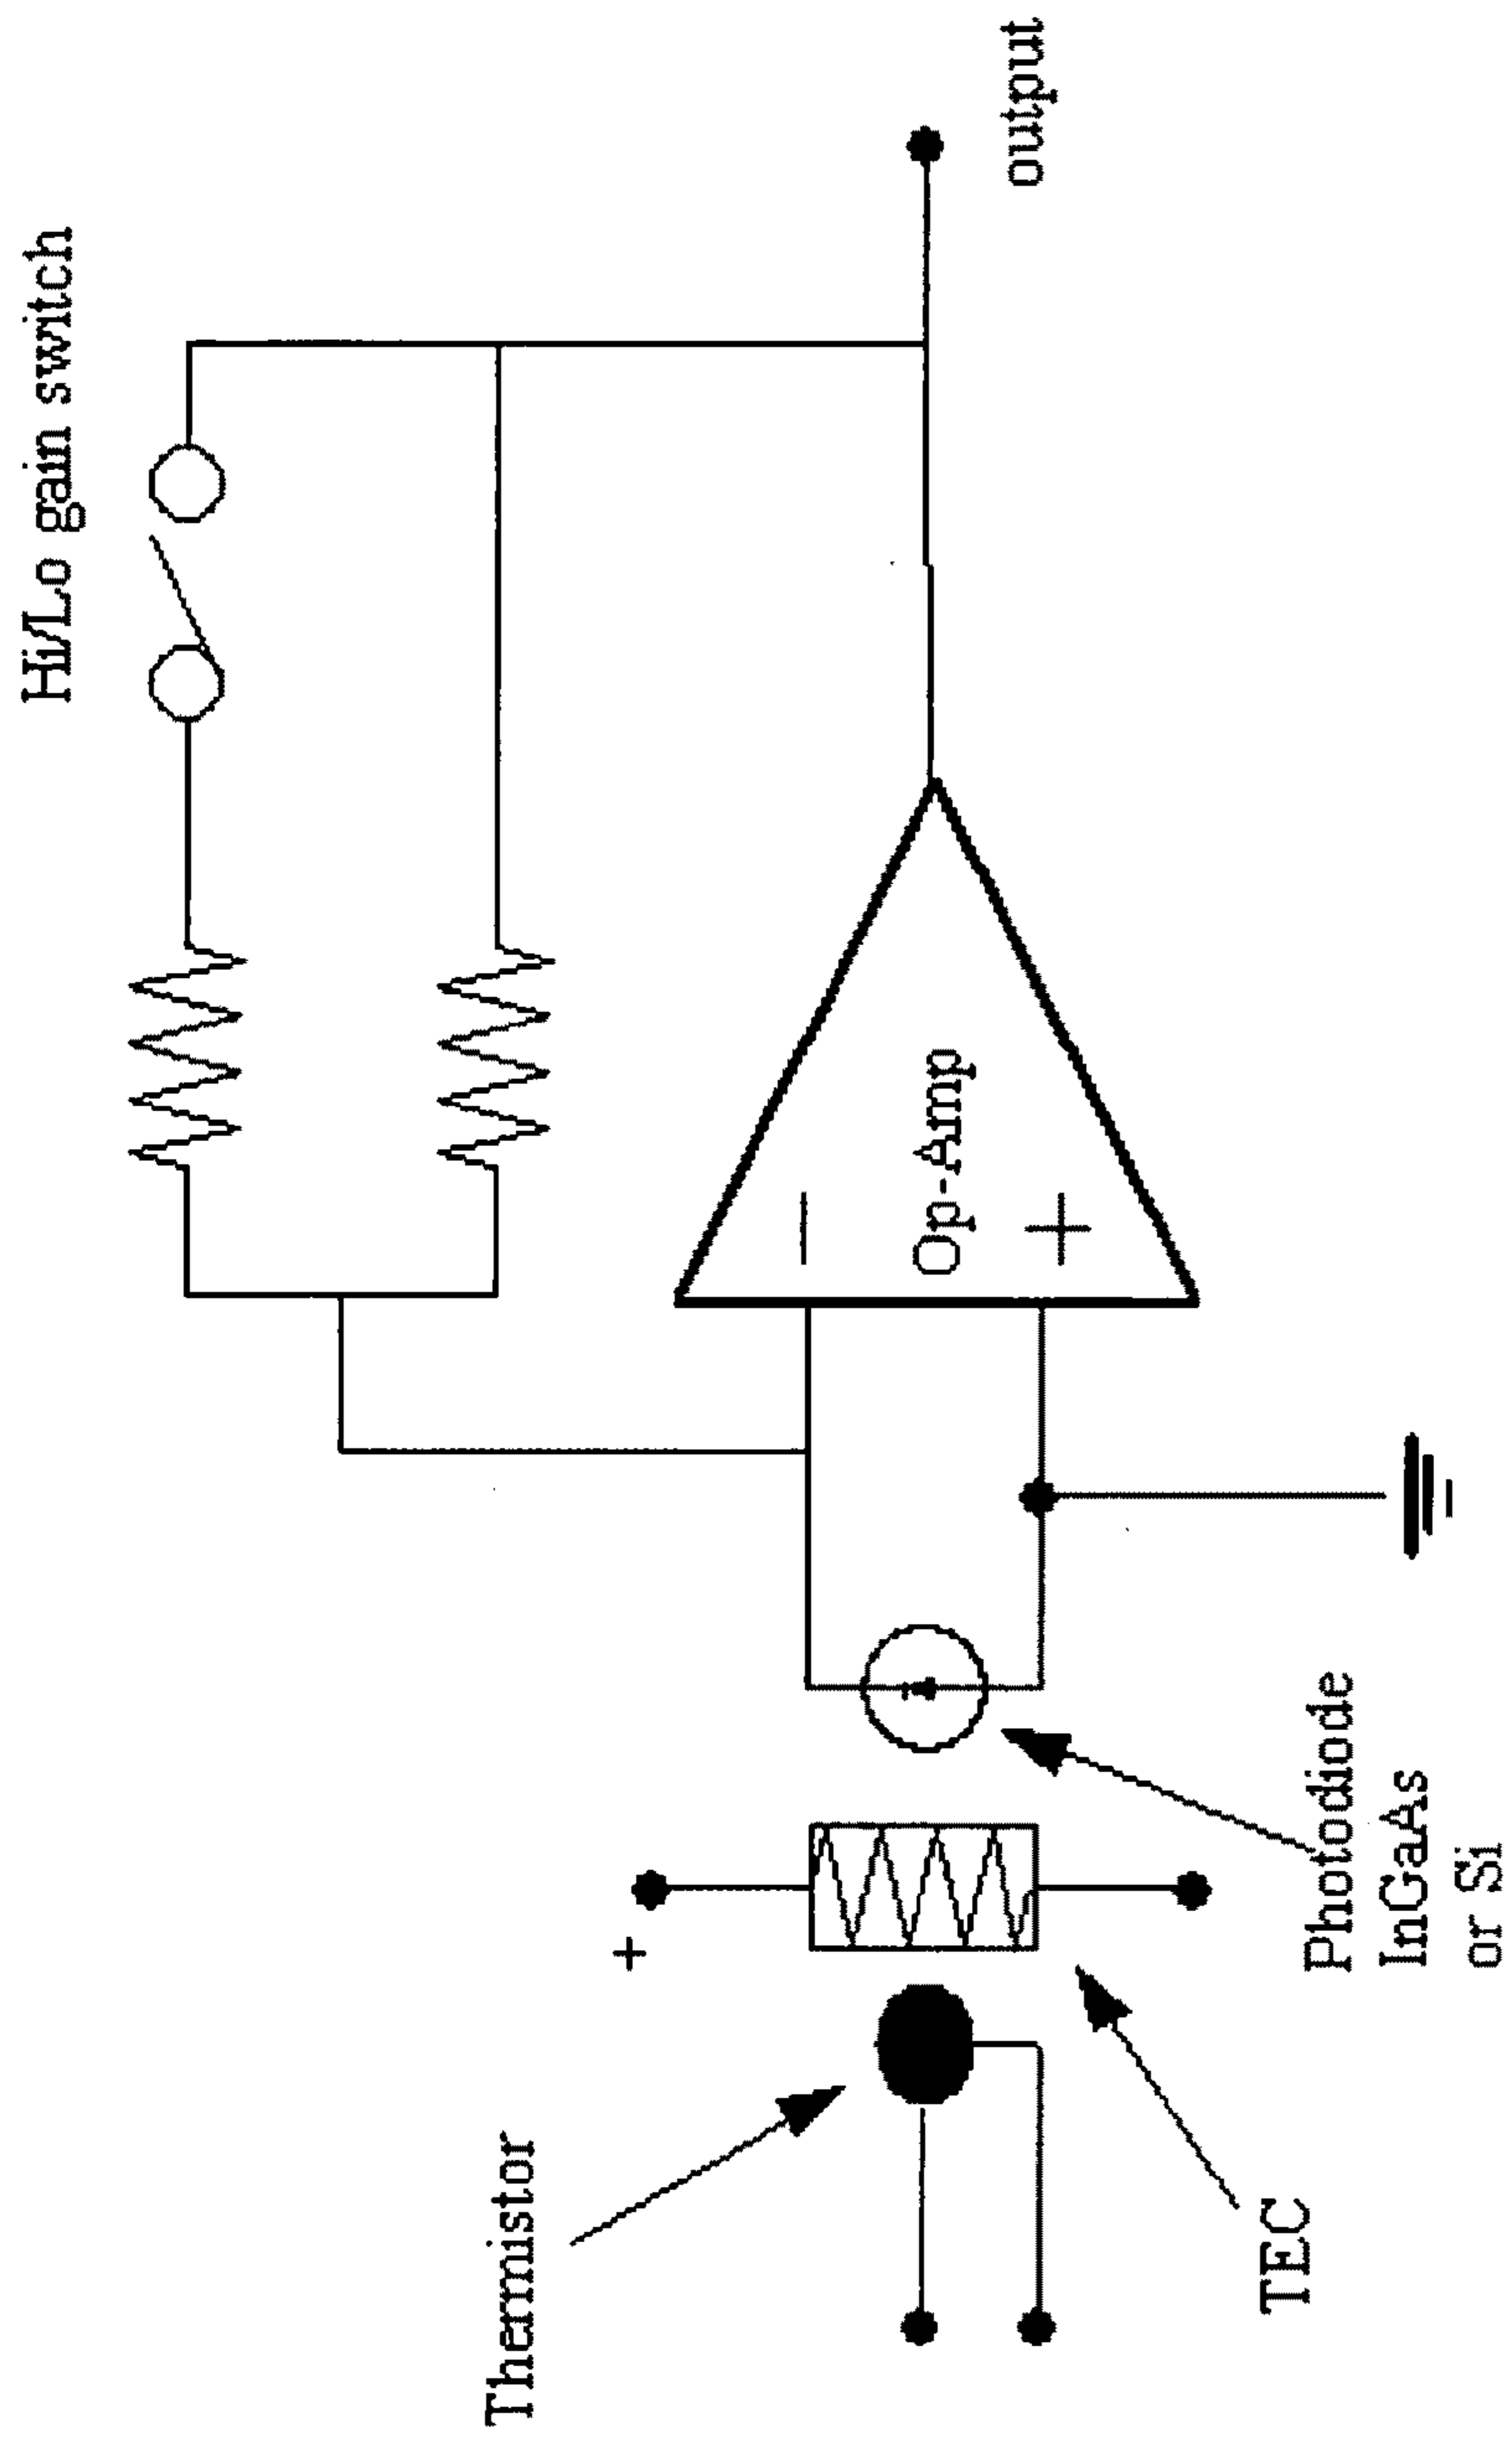 Hi/Lo gain switch
output
Op-Amp
−
+
+
Thermistor
TEC
Photodiode
InGaAs
or Si